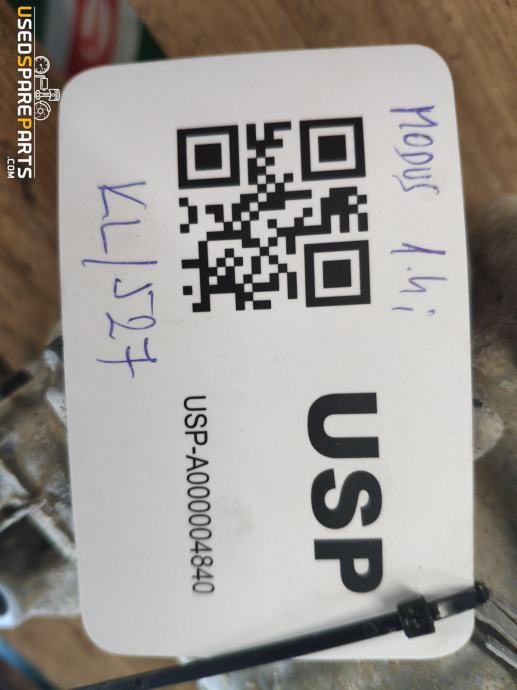 USEDSPAREPARTS
.COM
MODUS 1.4i
USP
USP-A000004840
KL/527